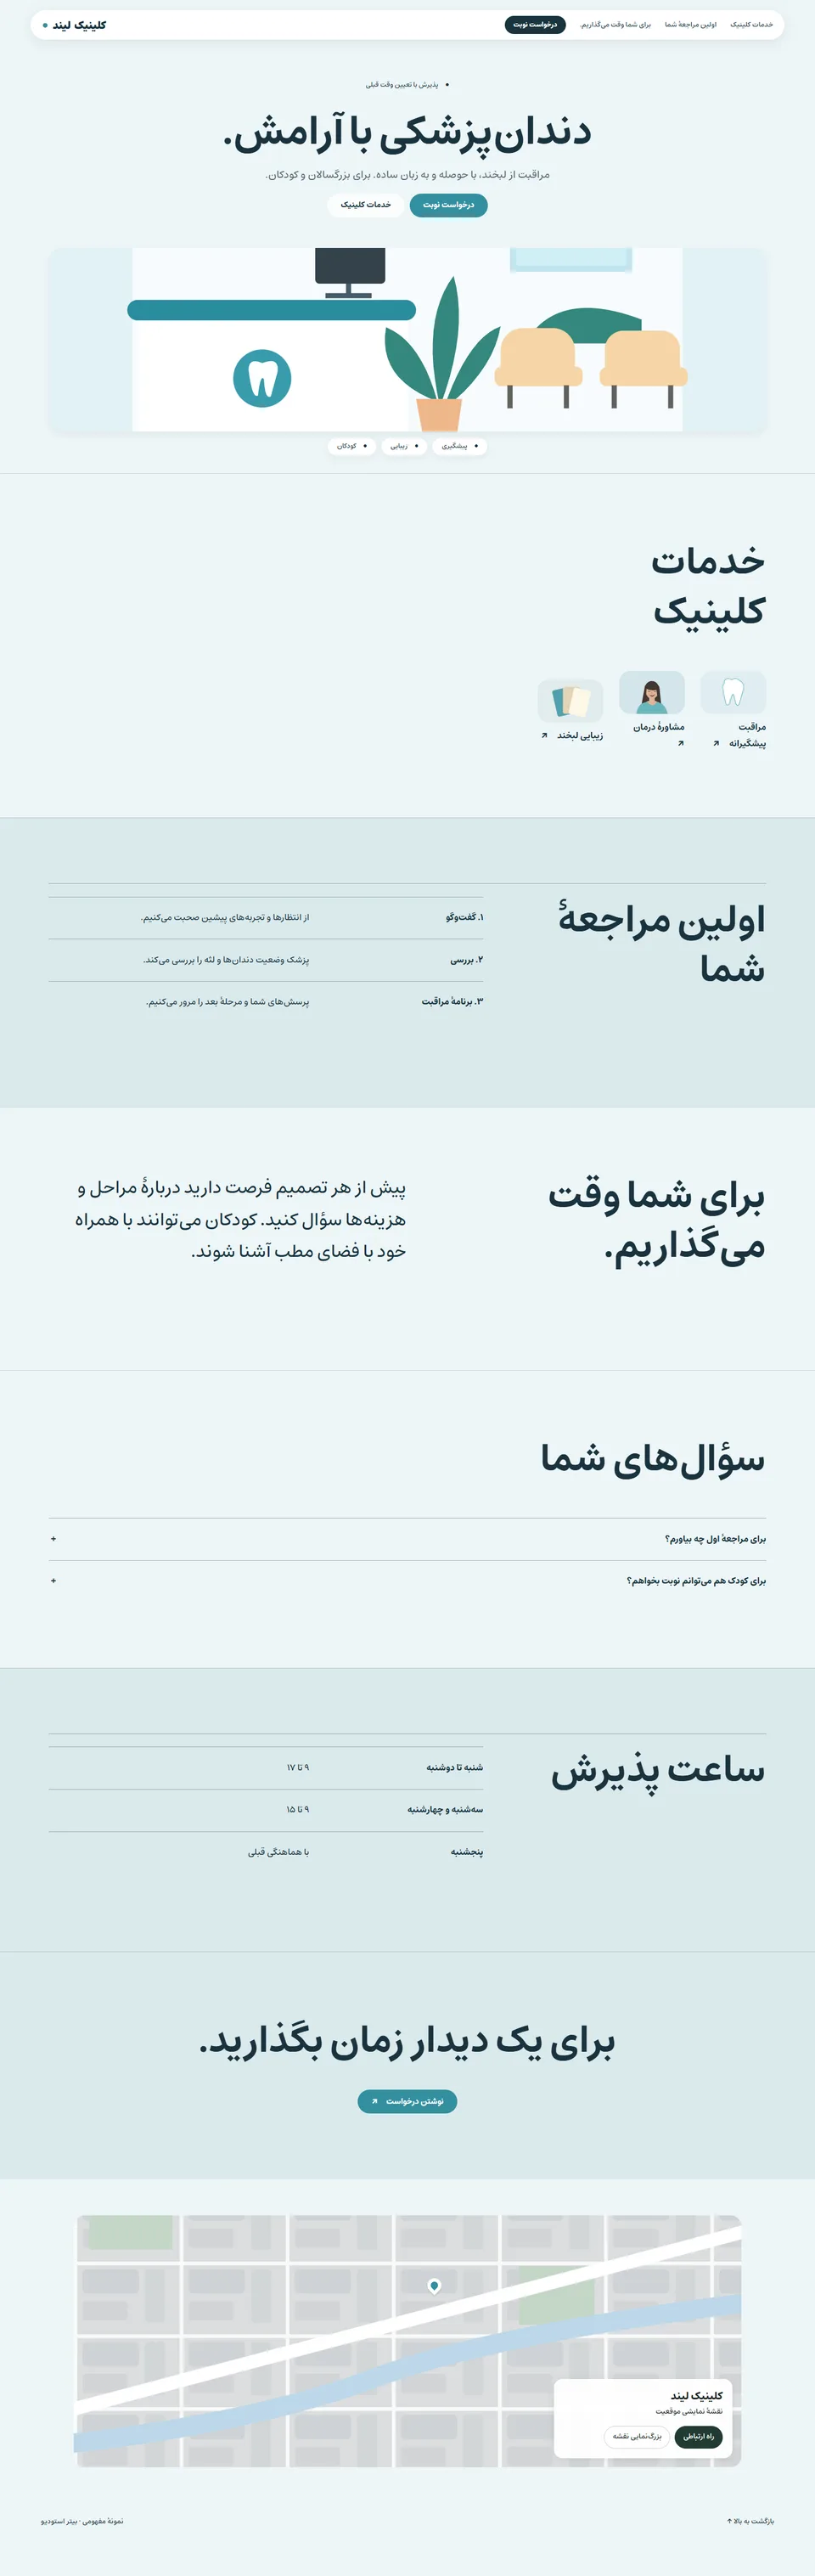 کلینیک لیند
خدمات کلینیک
اولین مراجعهٔ شما
برای شما وقت می‌گذاریم.
درخواست نوبت
پذیرش با تعیین وقت قبلی
دندان‌پزشکی با آرامش.
مراقبت از لبخند، با حوصله و به زبان ساده. برای بزرگسالان و کودکان.
درخواست نوبت
خدمات کلینیک
پیشگیری
زیبایی
کودکان
خدمات
کلینیک
مراقبت
پیشگیرانه ↗
مشاورهٔ درمان
↗
زیبایی لبخند ↗
اولین مراجعهٔ
شما
۱. گفت‌وگو
از انتظارها و تجربه‌های پیشین صحبت می‌کنیم.
۲. بررسی
پزشک وضعیت دندان‌ها و لثه را بررسی می‌کند.
۳. برنامهٔ مراقبت
پرسش‌های شما و مرحلهٔ بعد را مرور می‌کنیم.
برای شما وقت
می‌گذاریم.
پیش از هر تصمیم فرصت دارید دربارهٔ مراحل و
هزینه‌ها سؤال کنید. کودکان می‌توانند با همراه
خود با فضای مطب آشنا شوند.
سؤال‌های شما
برای مراجعهٔ اول چه بیاورم؟ +
برای کودک هم می‌توانم نوبت بخواهم؟ +
ساعت پذیرش
شنبه تا دوشنبه
۹ تا ۱۷
سه‌شنبه و چهارشنبه
۹ تا ۱۵
پنجشنبه
با هماهنگی قبلی
برای یک دیدار زمان بگذارید.
نوشتن درخواست ↗
کلینیک لیند
نقشهٔ نمایشی موقعیت
راه ارتباطی
بزرگ‌نمایی نقشه
بازگشت به بالا ↑
نمونهٔ مفهومی · بیتر استودیو